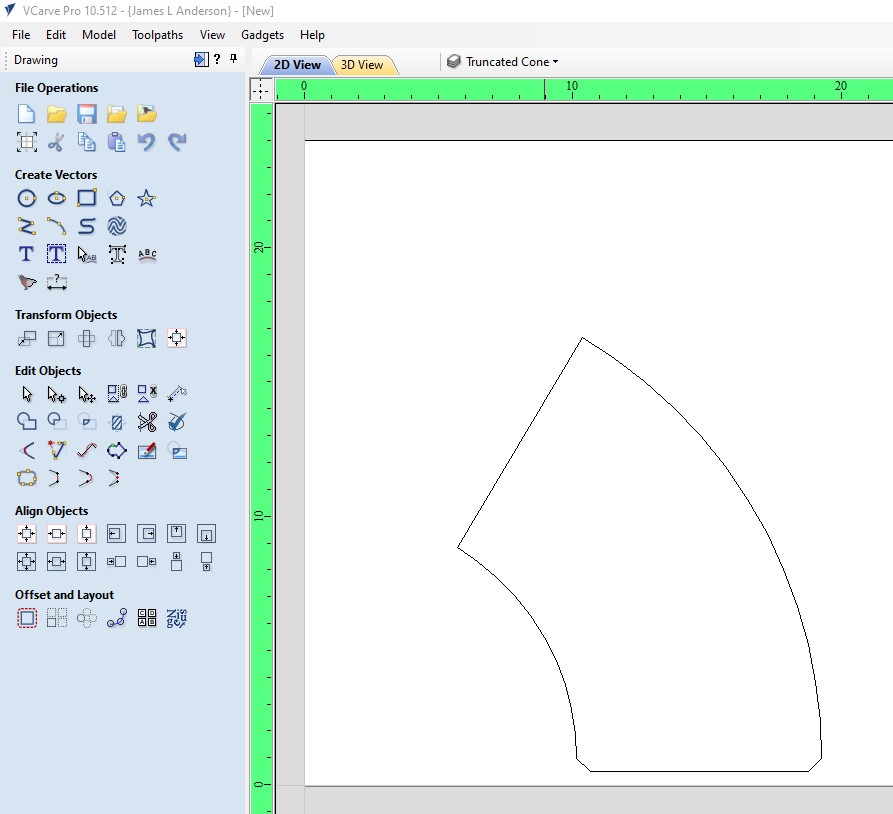 VCarve Pro 10.512 - {James L Anderson} - [New]
File Edit Model Toolpaths View Gadgets Help
Drawing ?
2D View 3D View Truncated Cone
0 10 20
File Operations
Create Vectors
T T AB T ABC
?
20
Transform Objects
Edit Objects
10
Align Objects
Offset and Layout
0